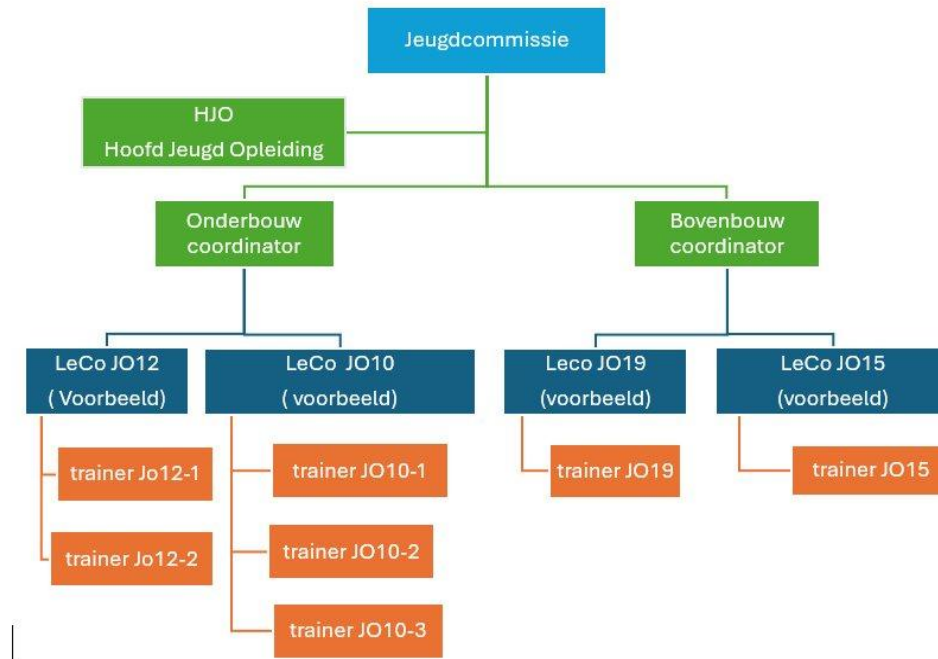 Jeugdcommissie
HJO
Hoofd Jeugd Opleiding
Onderbouw
coordinator
Bovenbouw
coordinator
LeCo JO12
( Voorbeeld)
LeCo JO10
( voorbeeld)
Leco JO19
(voorbeeld)
LeCo JO15
(voorbeeld)
trainer Jo12-1
trainer Jo12-2
trainer JO10-1
trainer JO10-2
trainer JO10-3
trainer JO19
trainer JO15